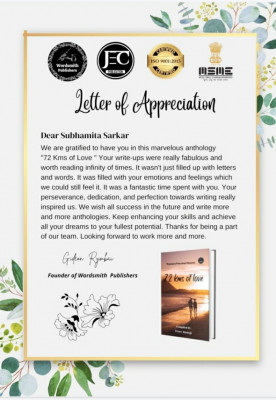 Wordsmith
Publishers
JEC
PUBLICATION
CERTIFIED
ISO 9001:2015
CERTIFIED
MSME
Letter of Appreciation
Dear Subhamita Sarkar
We are gratified to have you in this marvelous anthology
"72 Kms of Love " Your write-ups were really fabulous and
worth reading infinity of times. It wasn't just filled up with letters
and words. It was filled with your emotions and feelings which
we could still feel it. It was a fantastic time spent with you. Your
perseverance, dedication, and perfection towards writing really
inspired us. We wish all success in the future and write more
and more anthologies. Keep enhancing your skills and achieve
all your dreams to your fullest potential. Thanks for being a part
of our team. Looking forward to work more and more.
Founder of Wordsmith Publishers
72 kms of love